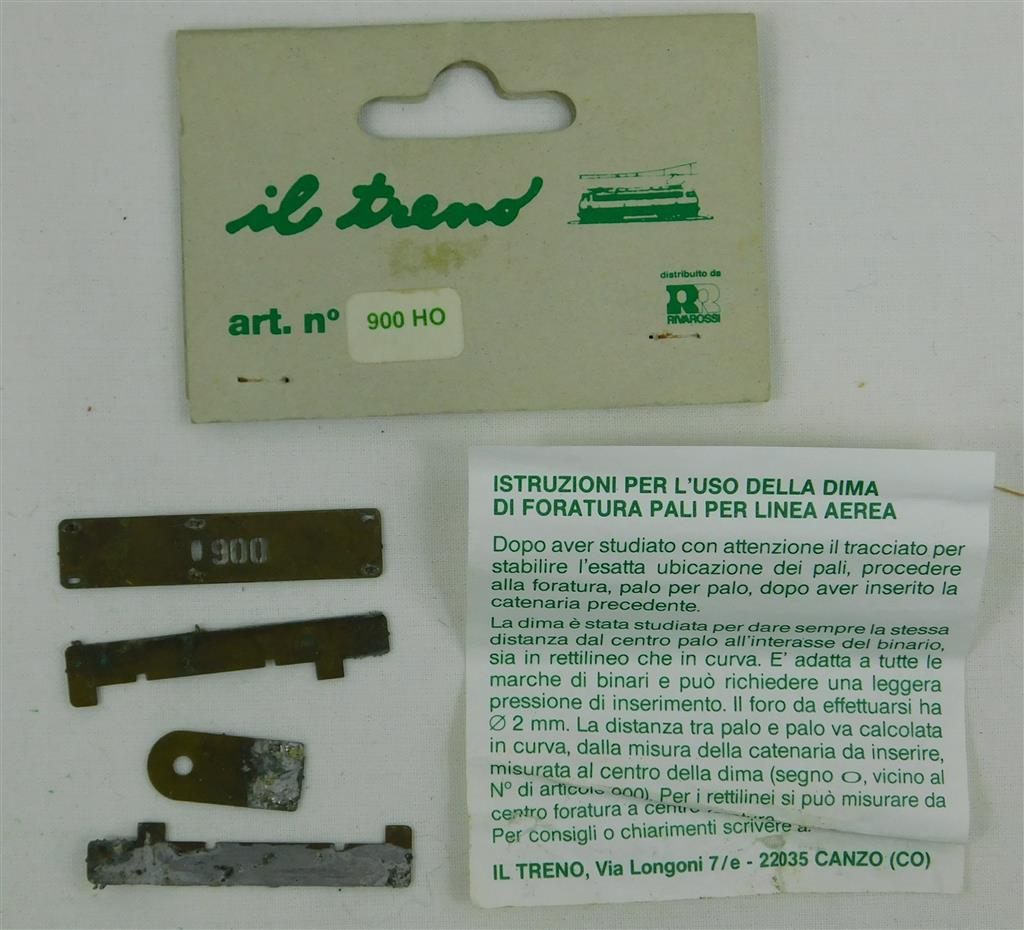 il treno
distribuito da
RR
RIVAROSSI
art. nº 900 HO
900
ISTRUZIONI PER L'USO DELLA DIMA
DI FORATURA PALI PER LINEA AEREA
Dopo aver studiato con attenzione il tracciato per
stabilire l'esatta ubicazione dei pali, procedere
alla foratura, palo per palo, dopo aver inserito la
catenaria precedente.
La dima è stata studiata per dare sempre la stessa
distanza dal centro palo all'interasse del binario,
sia in rettilineo che in curva. E' adatta a tutte le
marche di binari e può richiedere una leggera
pressione di inserimento. Il foro da effettuarsi ha
∅ 2 mm. La distanza tra palo e palo va calcolata
in curva, dalla misura della catenaria da inserire,
misurata al centro della dima (segno O, vicino al
Nº di articolo 900). Per i rettilinei si può misurare da
centro foratura a centro
Per consigli o chiarimenti scrivere a:
IL TRENO, Via Longoni 7/e - 22035 CANZO (CO)